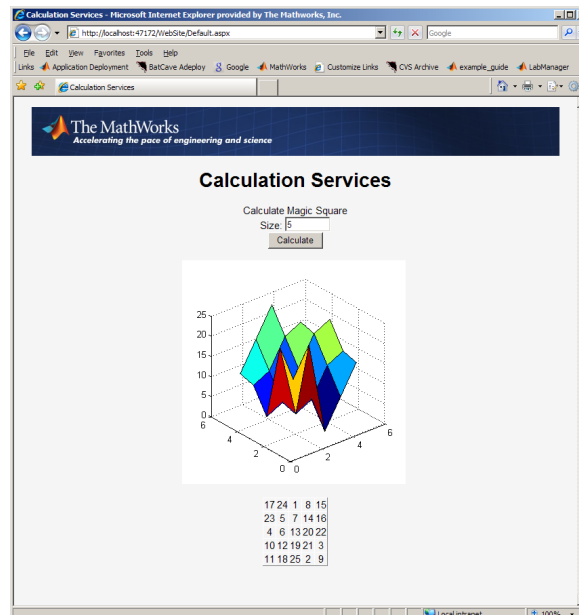 Calculation Services - Microsoft Internet Explorer provided by The Mathworks, Inc.
http://localhost:47172/WebSite/Default.aspx
Google
File Edit View Favorites Tools Help
Links Application Deployment BatCave Adeploy Google MathWorks Customize Links CVS Archive example_guide LabManager
Calculation Services
The MathWorks
Accelerating the pace of engineering and science
Calculation Services
Calculate Magic Square
Size: 5
Calculate
25
20
15
10
5
0
6
4
2
0
0
2
4
6
17 24 1 8 15
23 5 7 14 16
4 6 13 20 22
10 12 19 21 3
11 18 25 2 9
Local intranet 100%